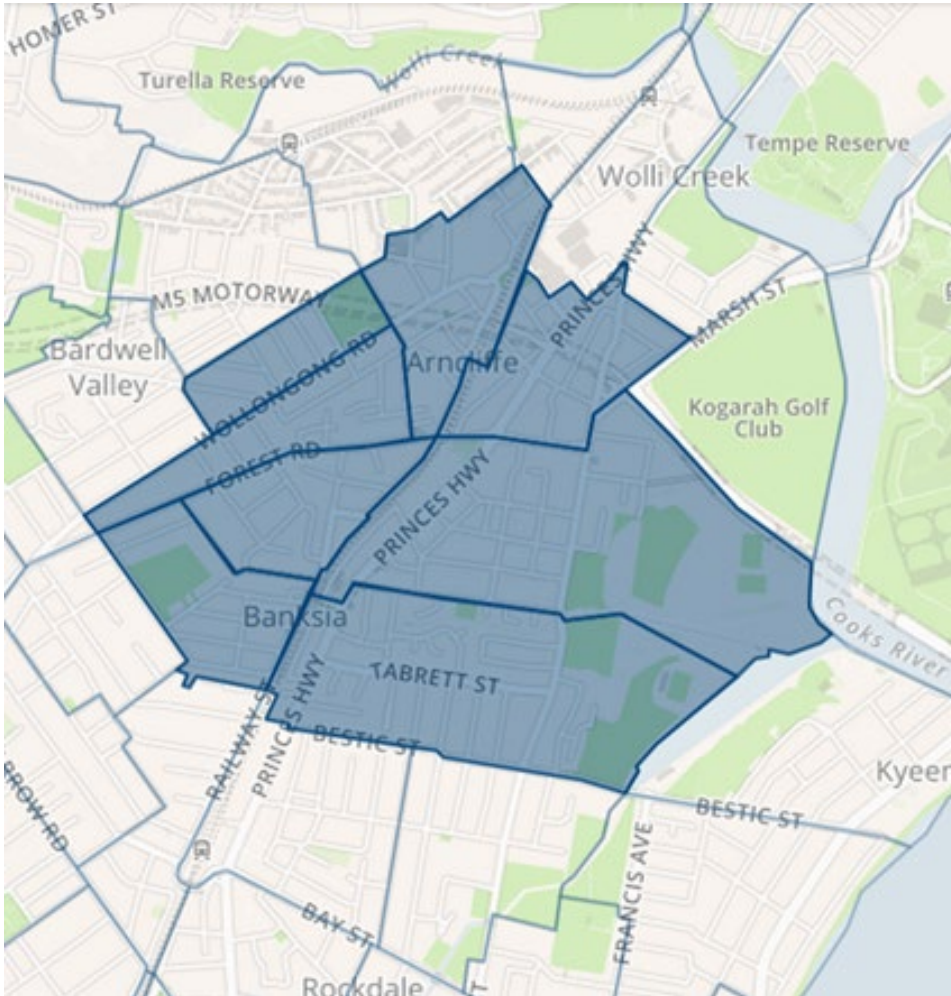 HOMER ST
Wolli Creek
Turella Reserve
Tempe Reserve
Wolli Creek
PRINCES HWY
M5 MOTORWAY
MARSH ST
Bardwell
Valley
WOLLONGONG RD
Arncliffe
Kogarah Golf
Club
FOREST RD
PRINCES HWY
Banksia
Cooks River
TABRETT ST
RAILWAY ST
PRINCES HWY
BESTIC ST
Kyeem
BESTIC ST
RROW RD
FRANCIS AVE
BAY ST
Rockdale
T